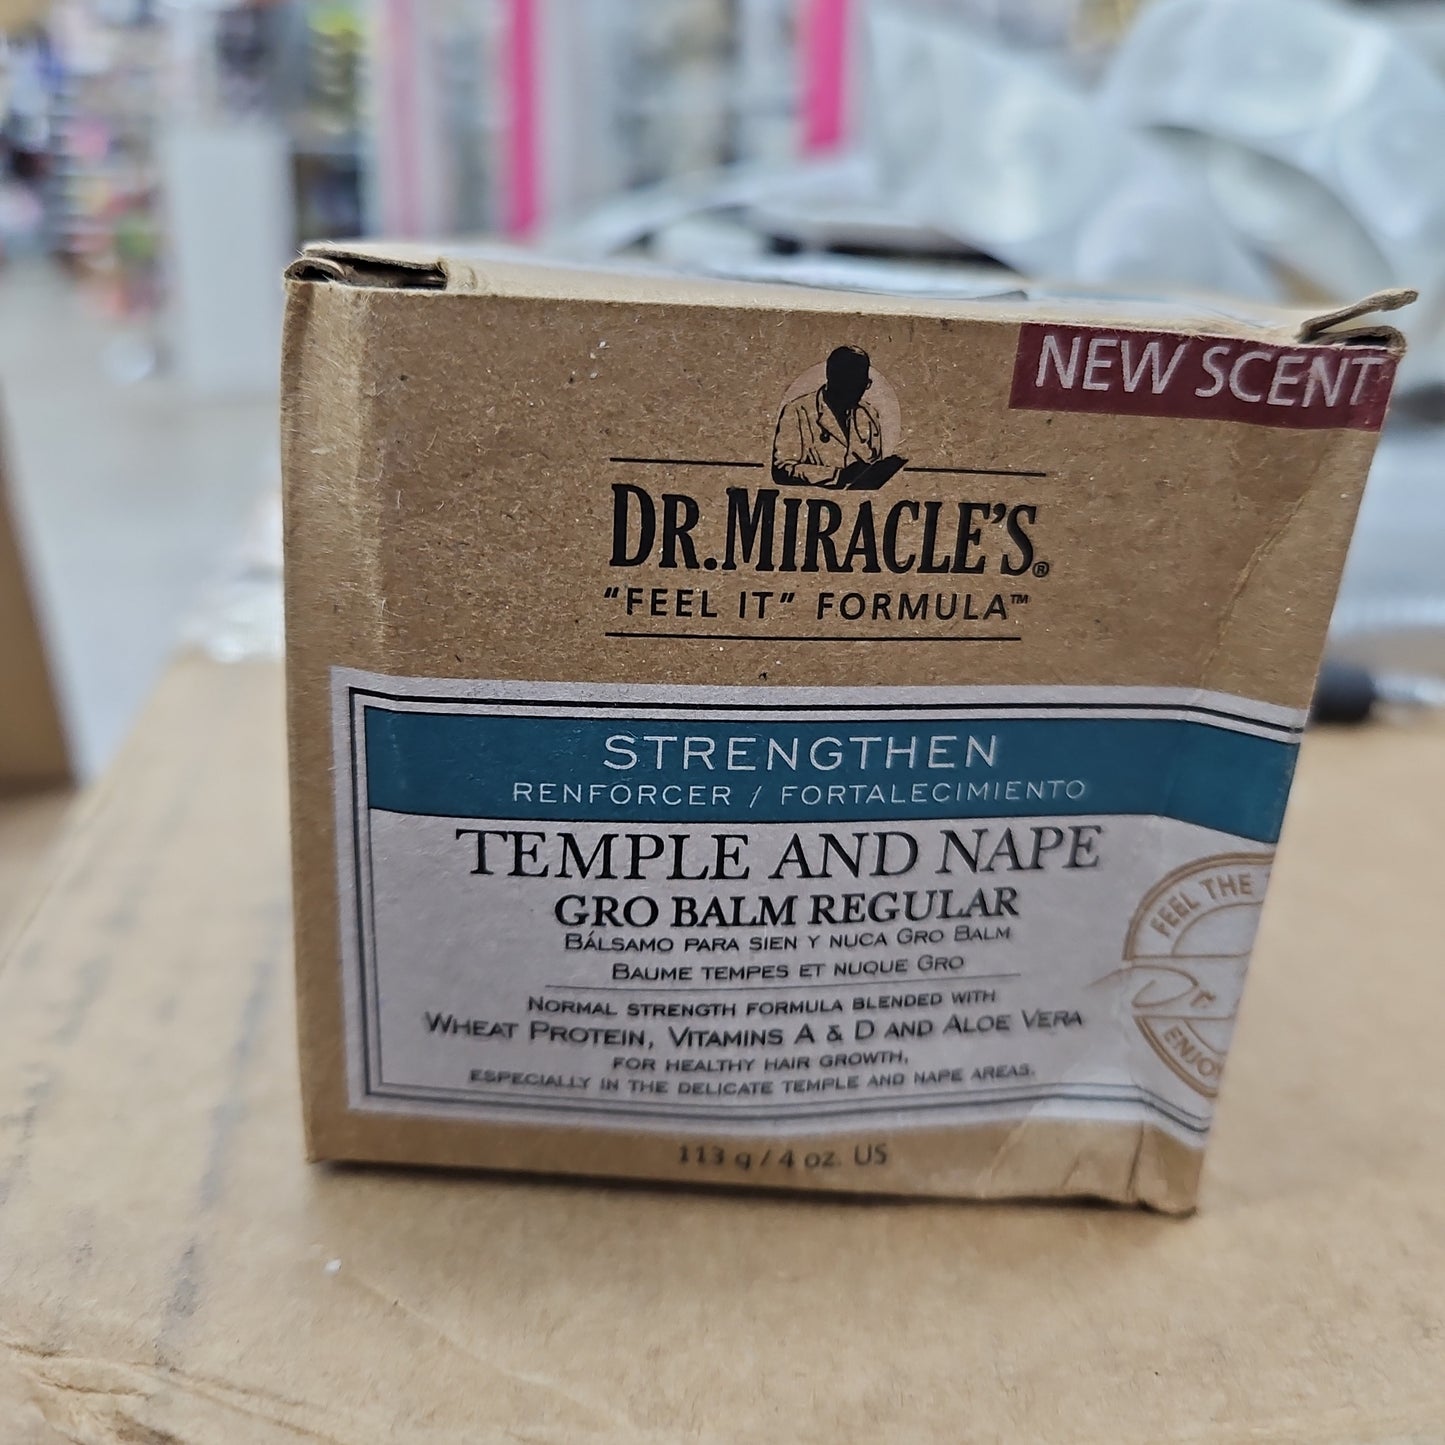 NEW SCENT
DR. MIRACLE'S®
"FEEL IT" FORMULA™
STRENGTHEN
RENFORCER / FORTALECIMIENTO
TEMPLE AND NAPE
GRO BALM REGULAR
BÁLSAMO PARA SIEN Y NUCA GRO BALM
BAUME TEMPES ET NUQUE GRO
NORMAL STRENGTH FORMULA BLENDED WITH
WHEAT PROTEIN, VITAMINS A & D AND ALOE VERA
FOR HEALTHY HAIR GROWTH,
ESPECIALLY IN THE DELICATE TEMPLE AND NAPE AREAS.
FEEL THE
Dr.
113 g / 4 oz. US